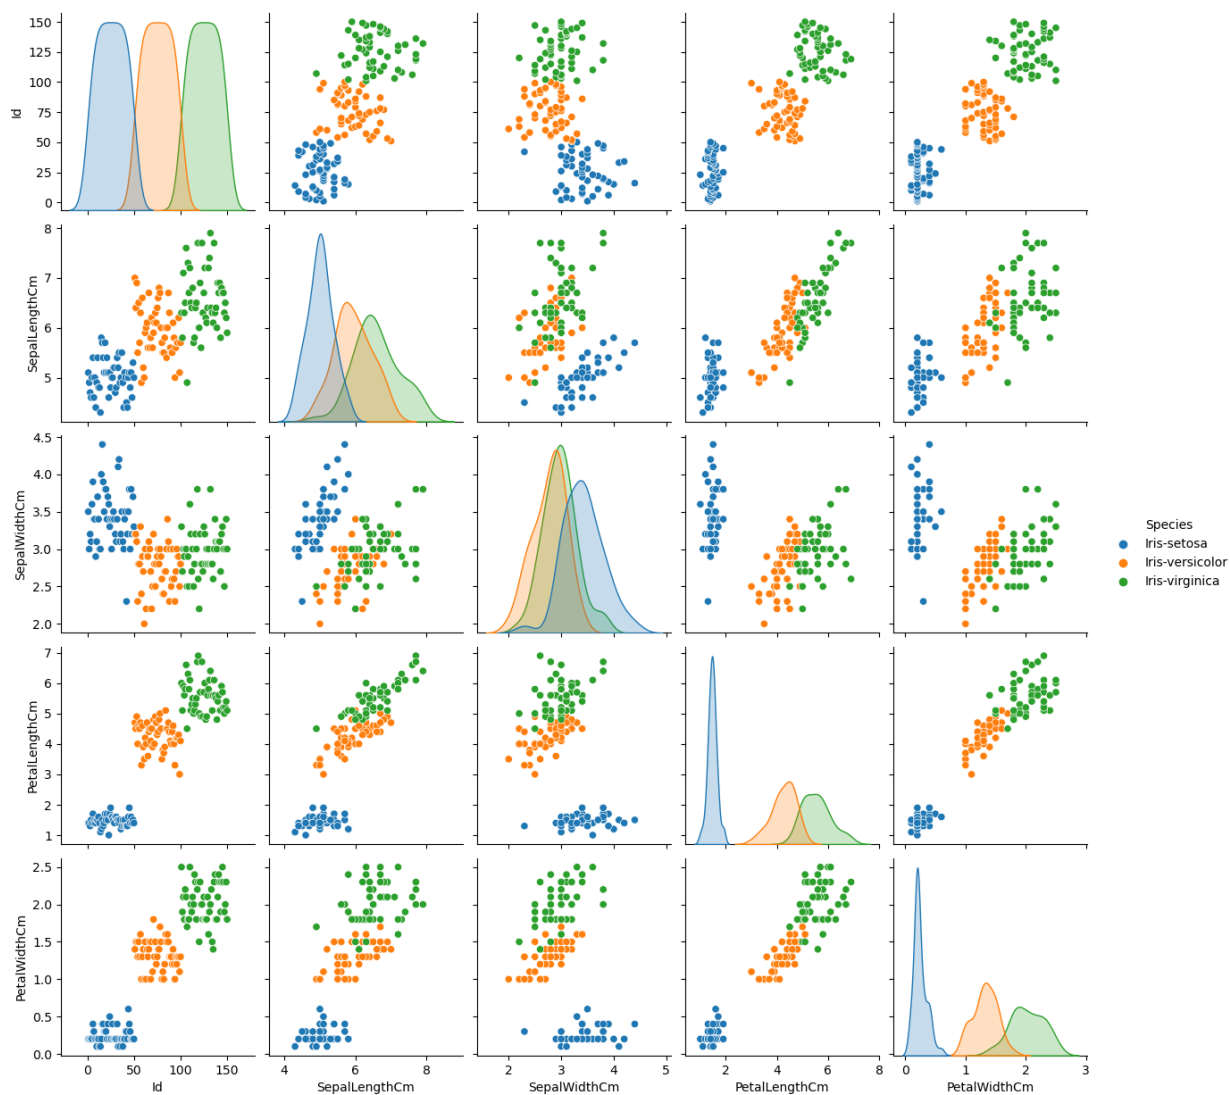 150
125
100
75
50
25
0
Id
8
7
6
5
SepalLengthCm
4.5
4.0
3.5
3.0
2.5
2.0
SepalWidthCm
Species
Iris-setosa
Iris-versicolor
Iris-virginica
7
6
5
4
3
2
1
PetalLengthCm
2.5
2.0
1.5
1.0
0.5
0.0
PetalWidthCm
0 50 100 150
4 6 8
2 3 4 5
2 4 6 8
0 1 2 3
Id SepalLengthCm SepalWidthCm PetalLengthCm PetalWidthCm